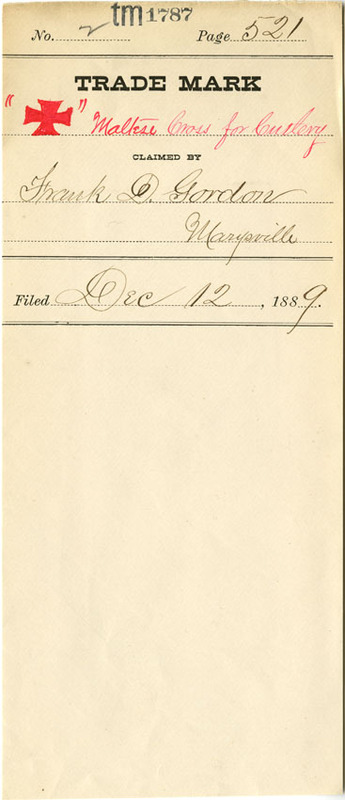 tm 1787
No. 2 Page 521
TRADE MARK
" " Maltese Cross for Cutlery
CLAIMED BY
Frank D. Gordon
Marysville
Filed Dec 12, 1889.